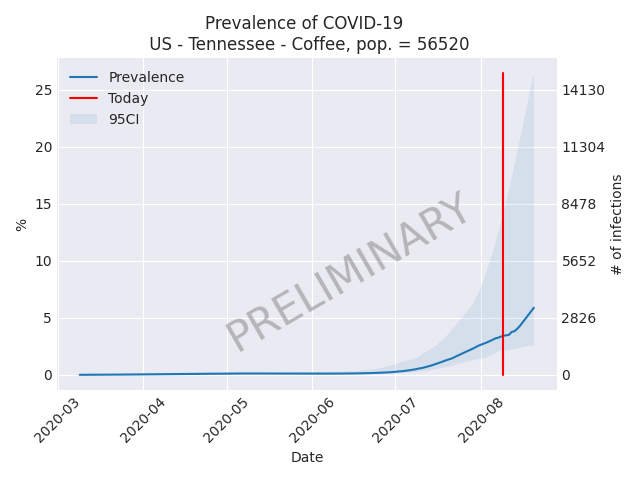 Prevalence of COVID-19
US - Tennessee - Coffee, pop. = 56520
Prevalence
Today
95CI
PRELIMINARY
25
20
15
10
5
0
%
14130
11304
8478
5652
2826
0
# of infections
2020-03
2020-04
2020-05
2020-06
2020-07
2020-08
Date